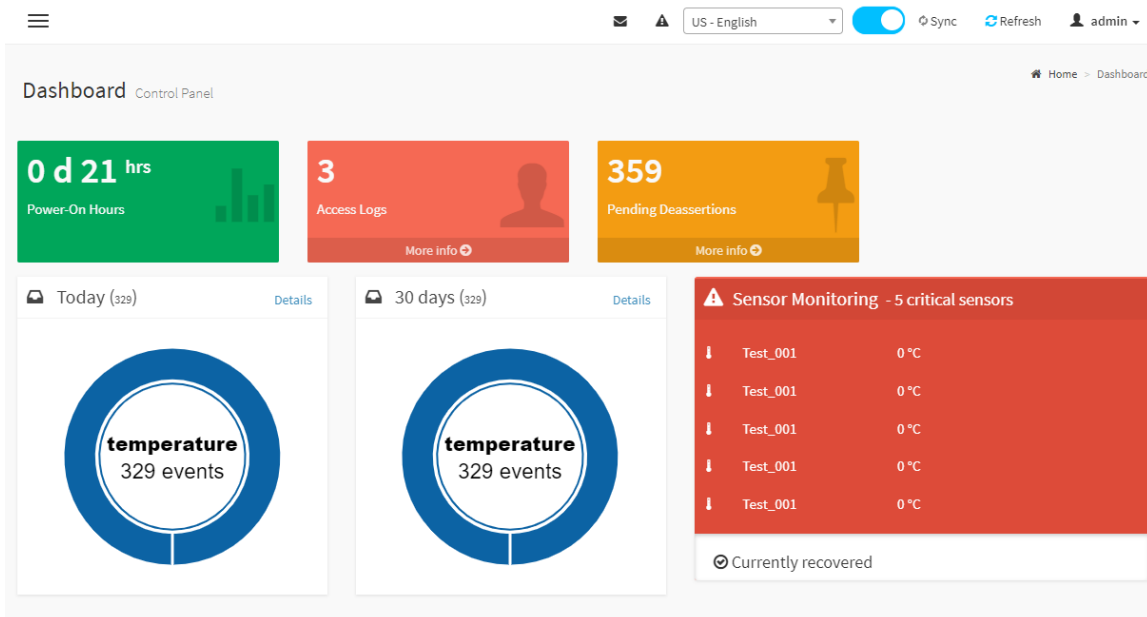 US - English
Sync
Refresh
admin
Dashboard Control Panel
Home > Dashboard
0 d 21 hrs
Power-On Hours
3
Access Logs
More info
359
Pending Deassertions
More info
Today (329)
Details
temperature
329 events
30 days (329)
Details
temperature
329 events
Sensor Monitoring - 5 critical sensors
Test_001 0 °C
Test_001 0 °C
Test_001 0 °C
Test_001 0 °C
Test_001 0 °C
Currently recovered